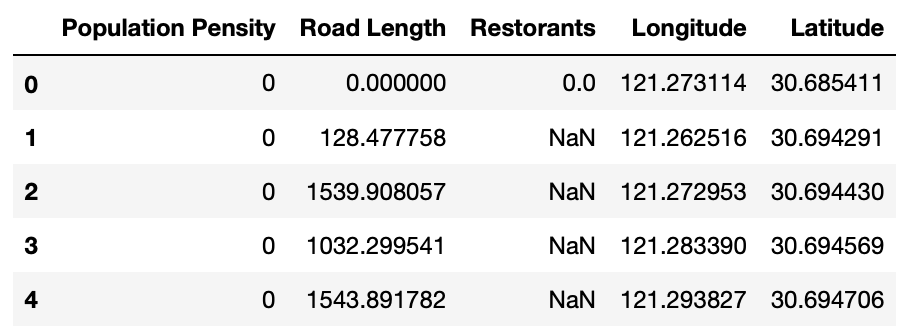 Population Pensity Road Length Restorants Longitude Latitude
0 0 0.000000 0.0 121.273114 30.685411
1 0 128.477758 NaN 121.262516 30.694291
2 0 1539.908057 NaN 121.272953 30.694430
3 0 1032.299541 NaN 121.283390 30.694569
4 0 1543.891782 NaN 121.293827 30.694706